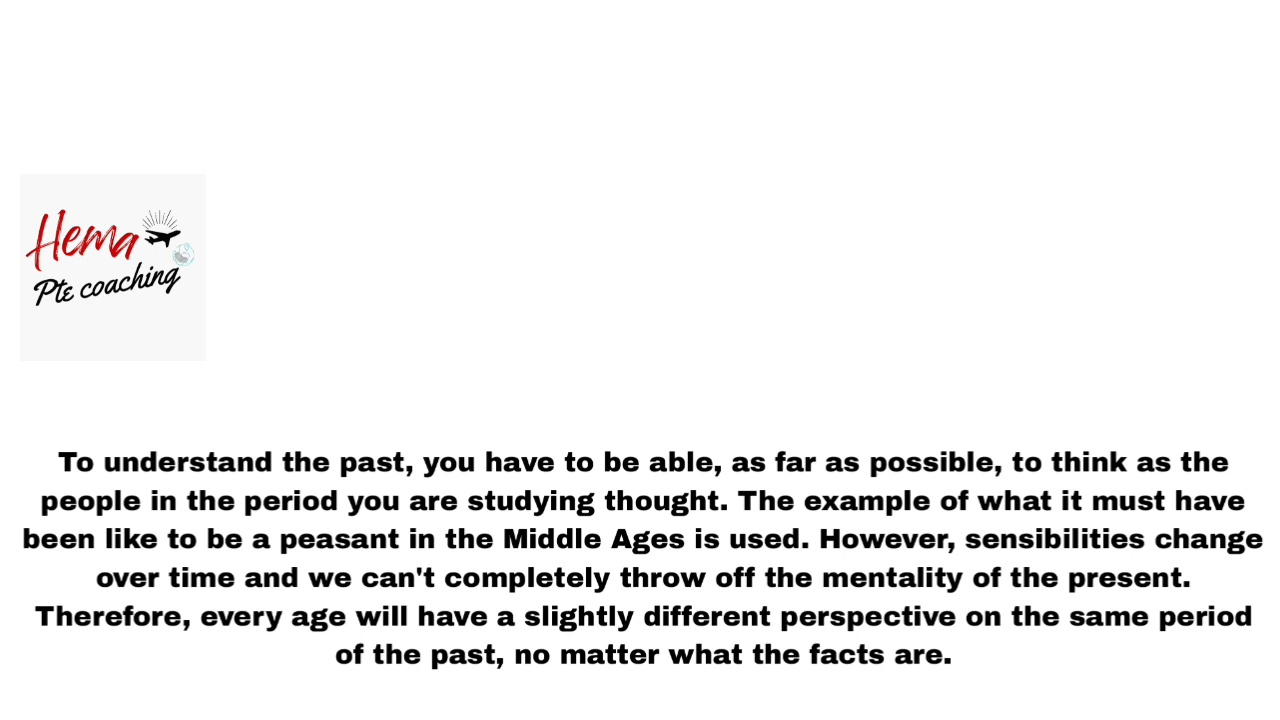 Hema
Pte coaching
To understand the past, you have to be able, as far as possible, to think as the
people in the period you are studying thought. The example of what it must have
been like to be a peasant in the Middle Ages is used. However, sensibilities change
over time and we can't completely throw off the mentality of the present.
Therefore, every age will have a slightly different perspective on the same period
of the past, no matter what the facts are.